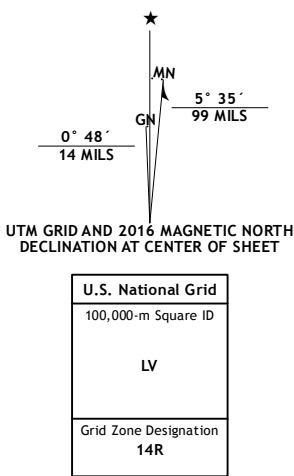 ★
MN
GN
5° 35´
99 MILS
0° 48´
14 MILS
UTM GRID AND 2016 MAGNETIC NORTH
DECLINATION AT CENTER OF SHEET
U.S. National Grid
100,000-m Square ID
LV
Grid Zone Designation
14R